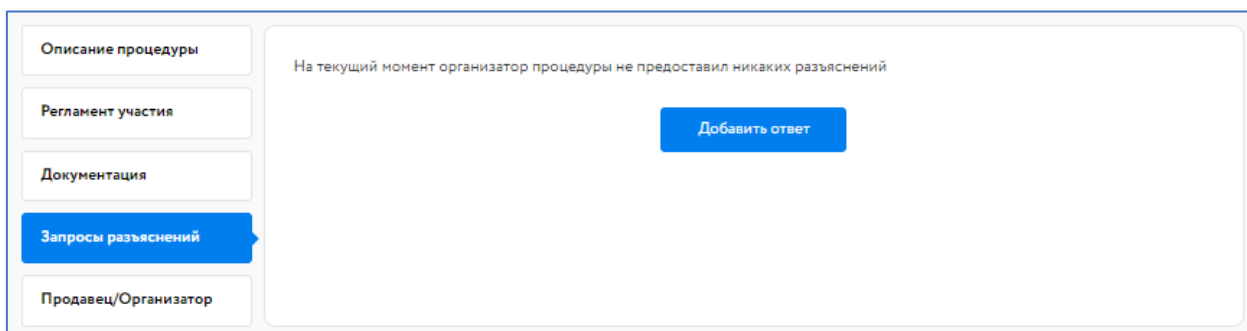 Описание процедуры
Регламент участия
Документация
Запросы разъяснений
Продавец/Организатор
На текущий момент организатор процедуры не предоставил никаких разъяснений
Добавить ответ